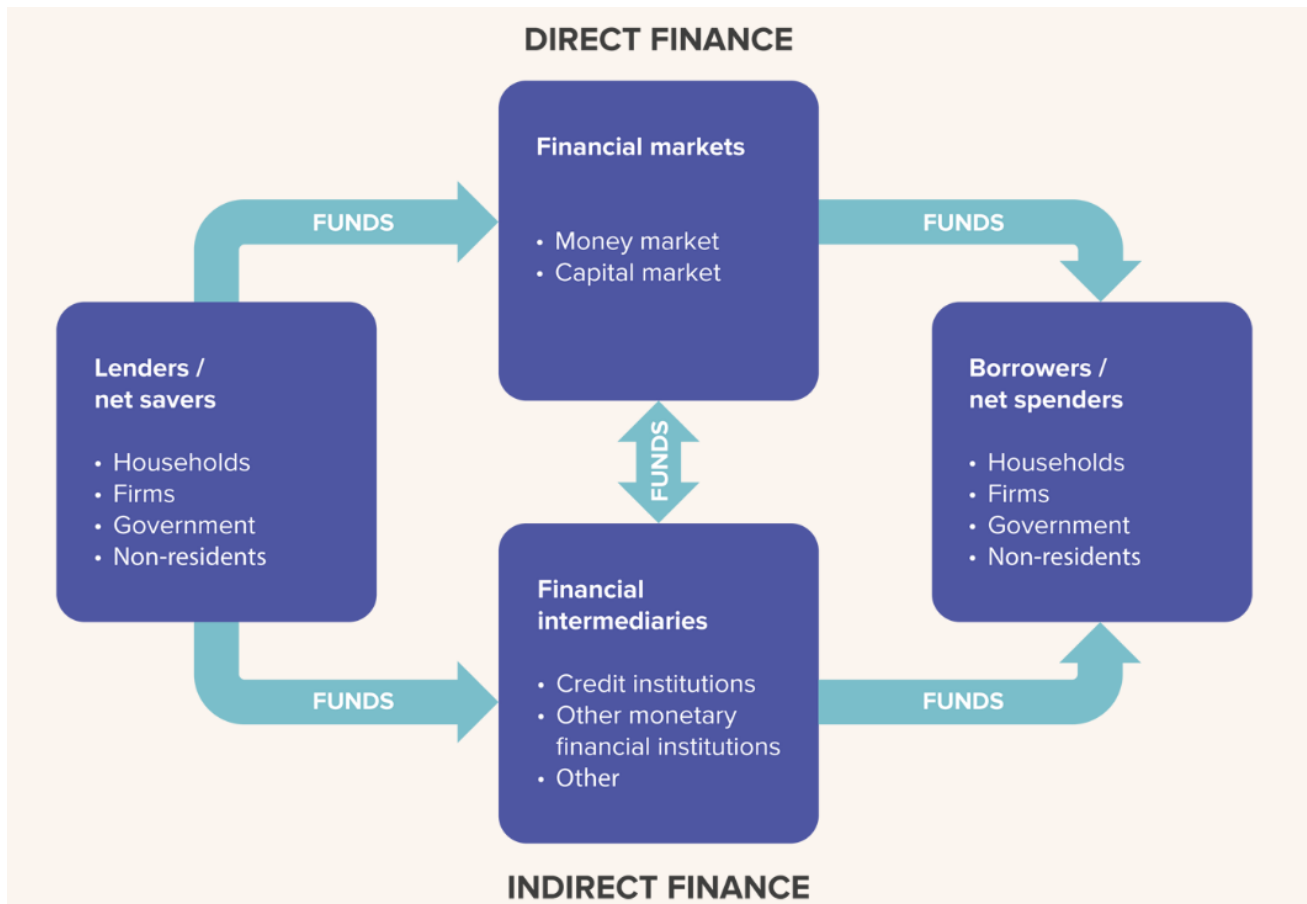 DIRECT FINANCE
Financial markets
• Money market
• Capital market
FUNDS
FUNDS
Lenders /
net savers
• Households
• Firms
• Government
• Non-residents
FUNDS
Borrowers /
net spenders
• Households
• Firms
• Government
• Non-residents
Financial
intermediaries
• Credit institutions
• Other monetary
financial institutions
• Other
FUNDS
FUNDS
INDIRECT FINANCE